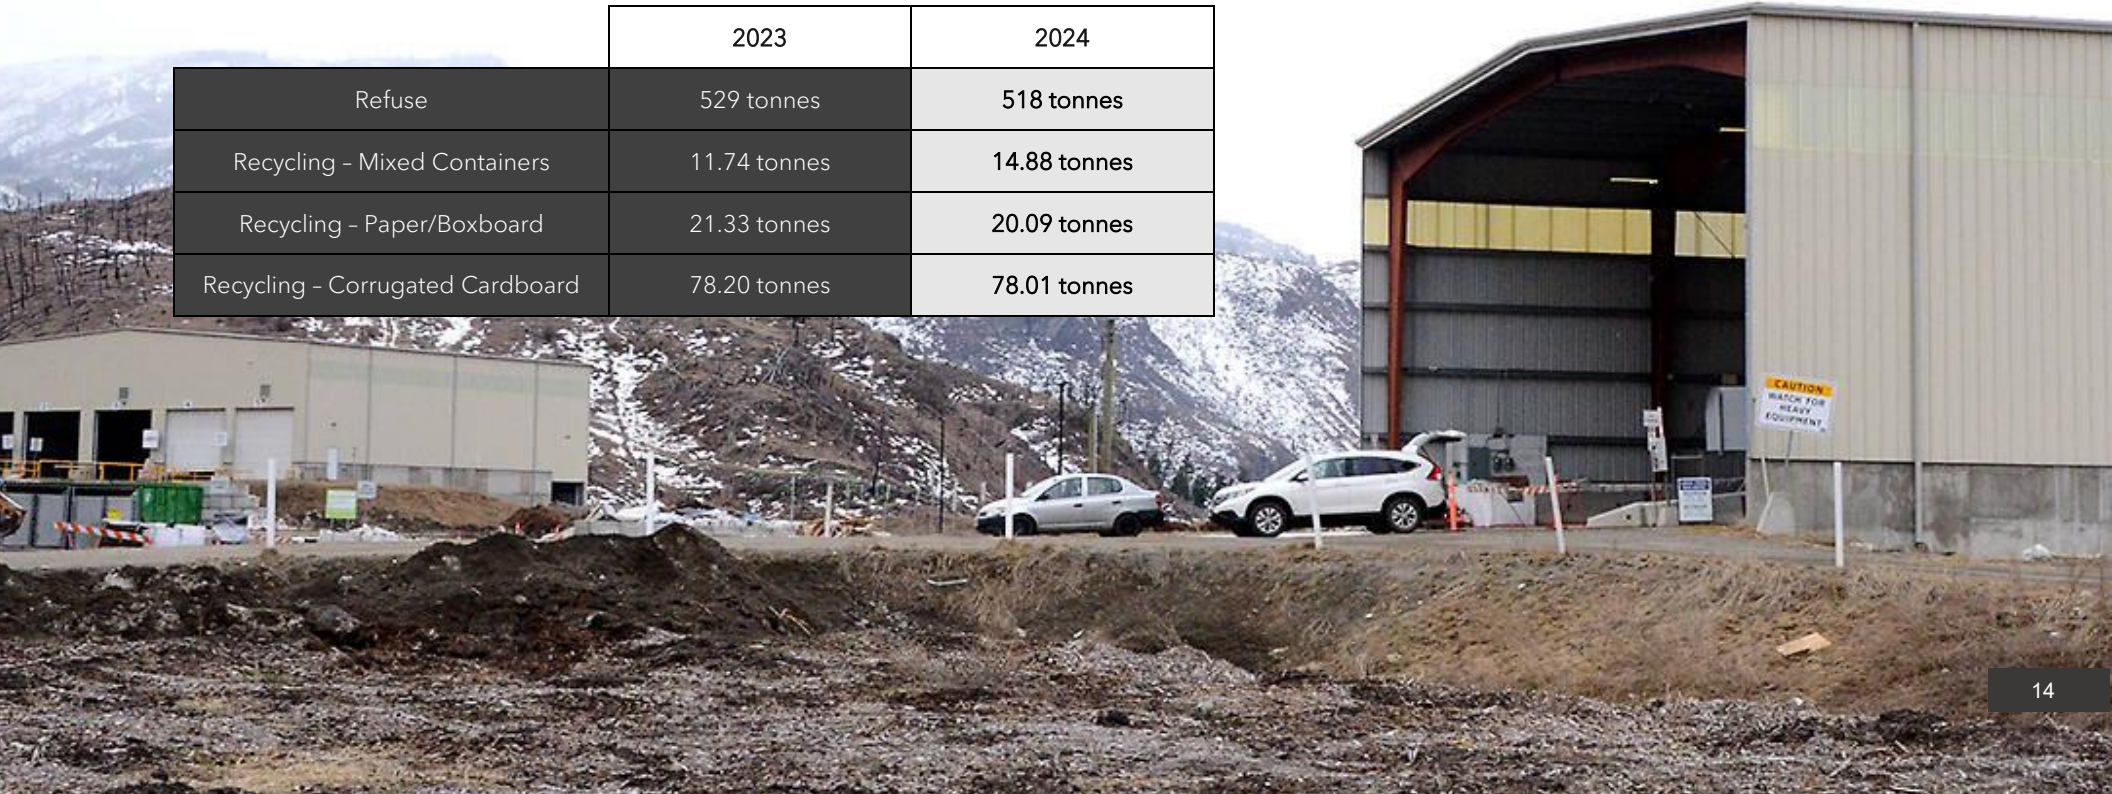 2023 2024
Refuse 529 tonnes 518 tonnes
Recycling – Mixed Containers 11.74 tonnes 14.88 tonnes
Recycling – Paper/Boxboard 21.33 tonnes 20.09 tonnes
Recycling – Corrugated Cardboard 78.20 tonnes 78.01 tonnes
CAUTION
WATCH FOR
HEAVY
EQUIPMENT
14